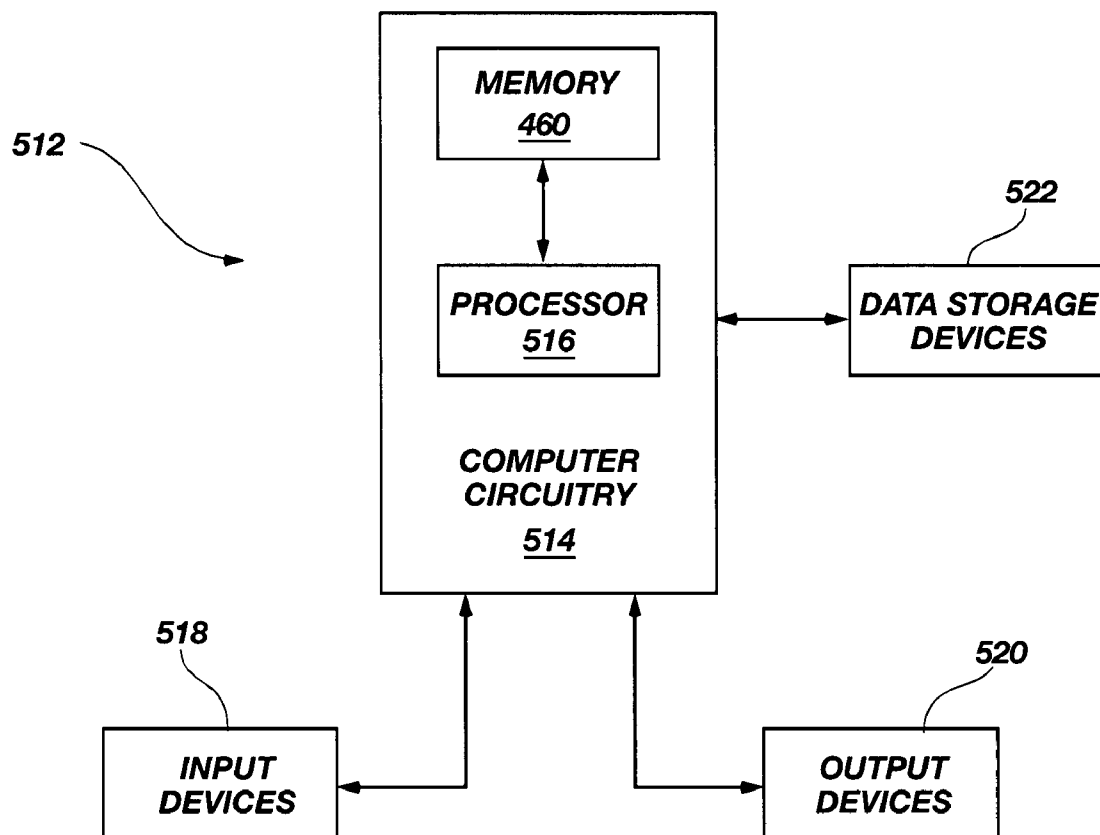 MEMORY
460
512
522
PROCESSOR
516
DATA STORAGE
DEVICES
COMPUTER
CIRCUITRY
514
518
520
INPUT
DEVICES
OUTPUT
DEVICES